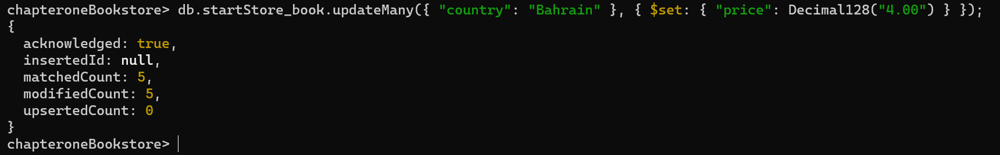 chapteroneBookstore> db.startStore_book.updateMany({ "country": "Bahrain" }, { $set: { "price": Decimal128("4.00") } });
{
  acknowledged: true,
  insertedId: null,
  matchedCount: 5,
  modifiedCount: 5,
  upsertedCount: 0
}
chapteroneBookstore>